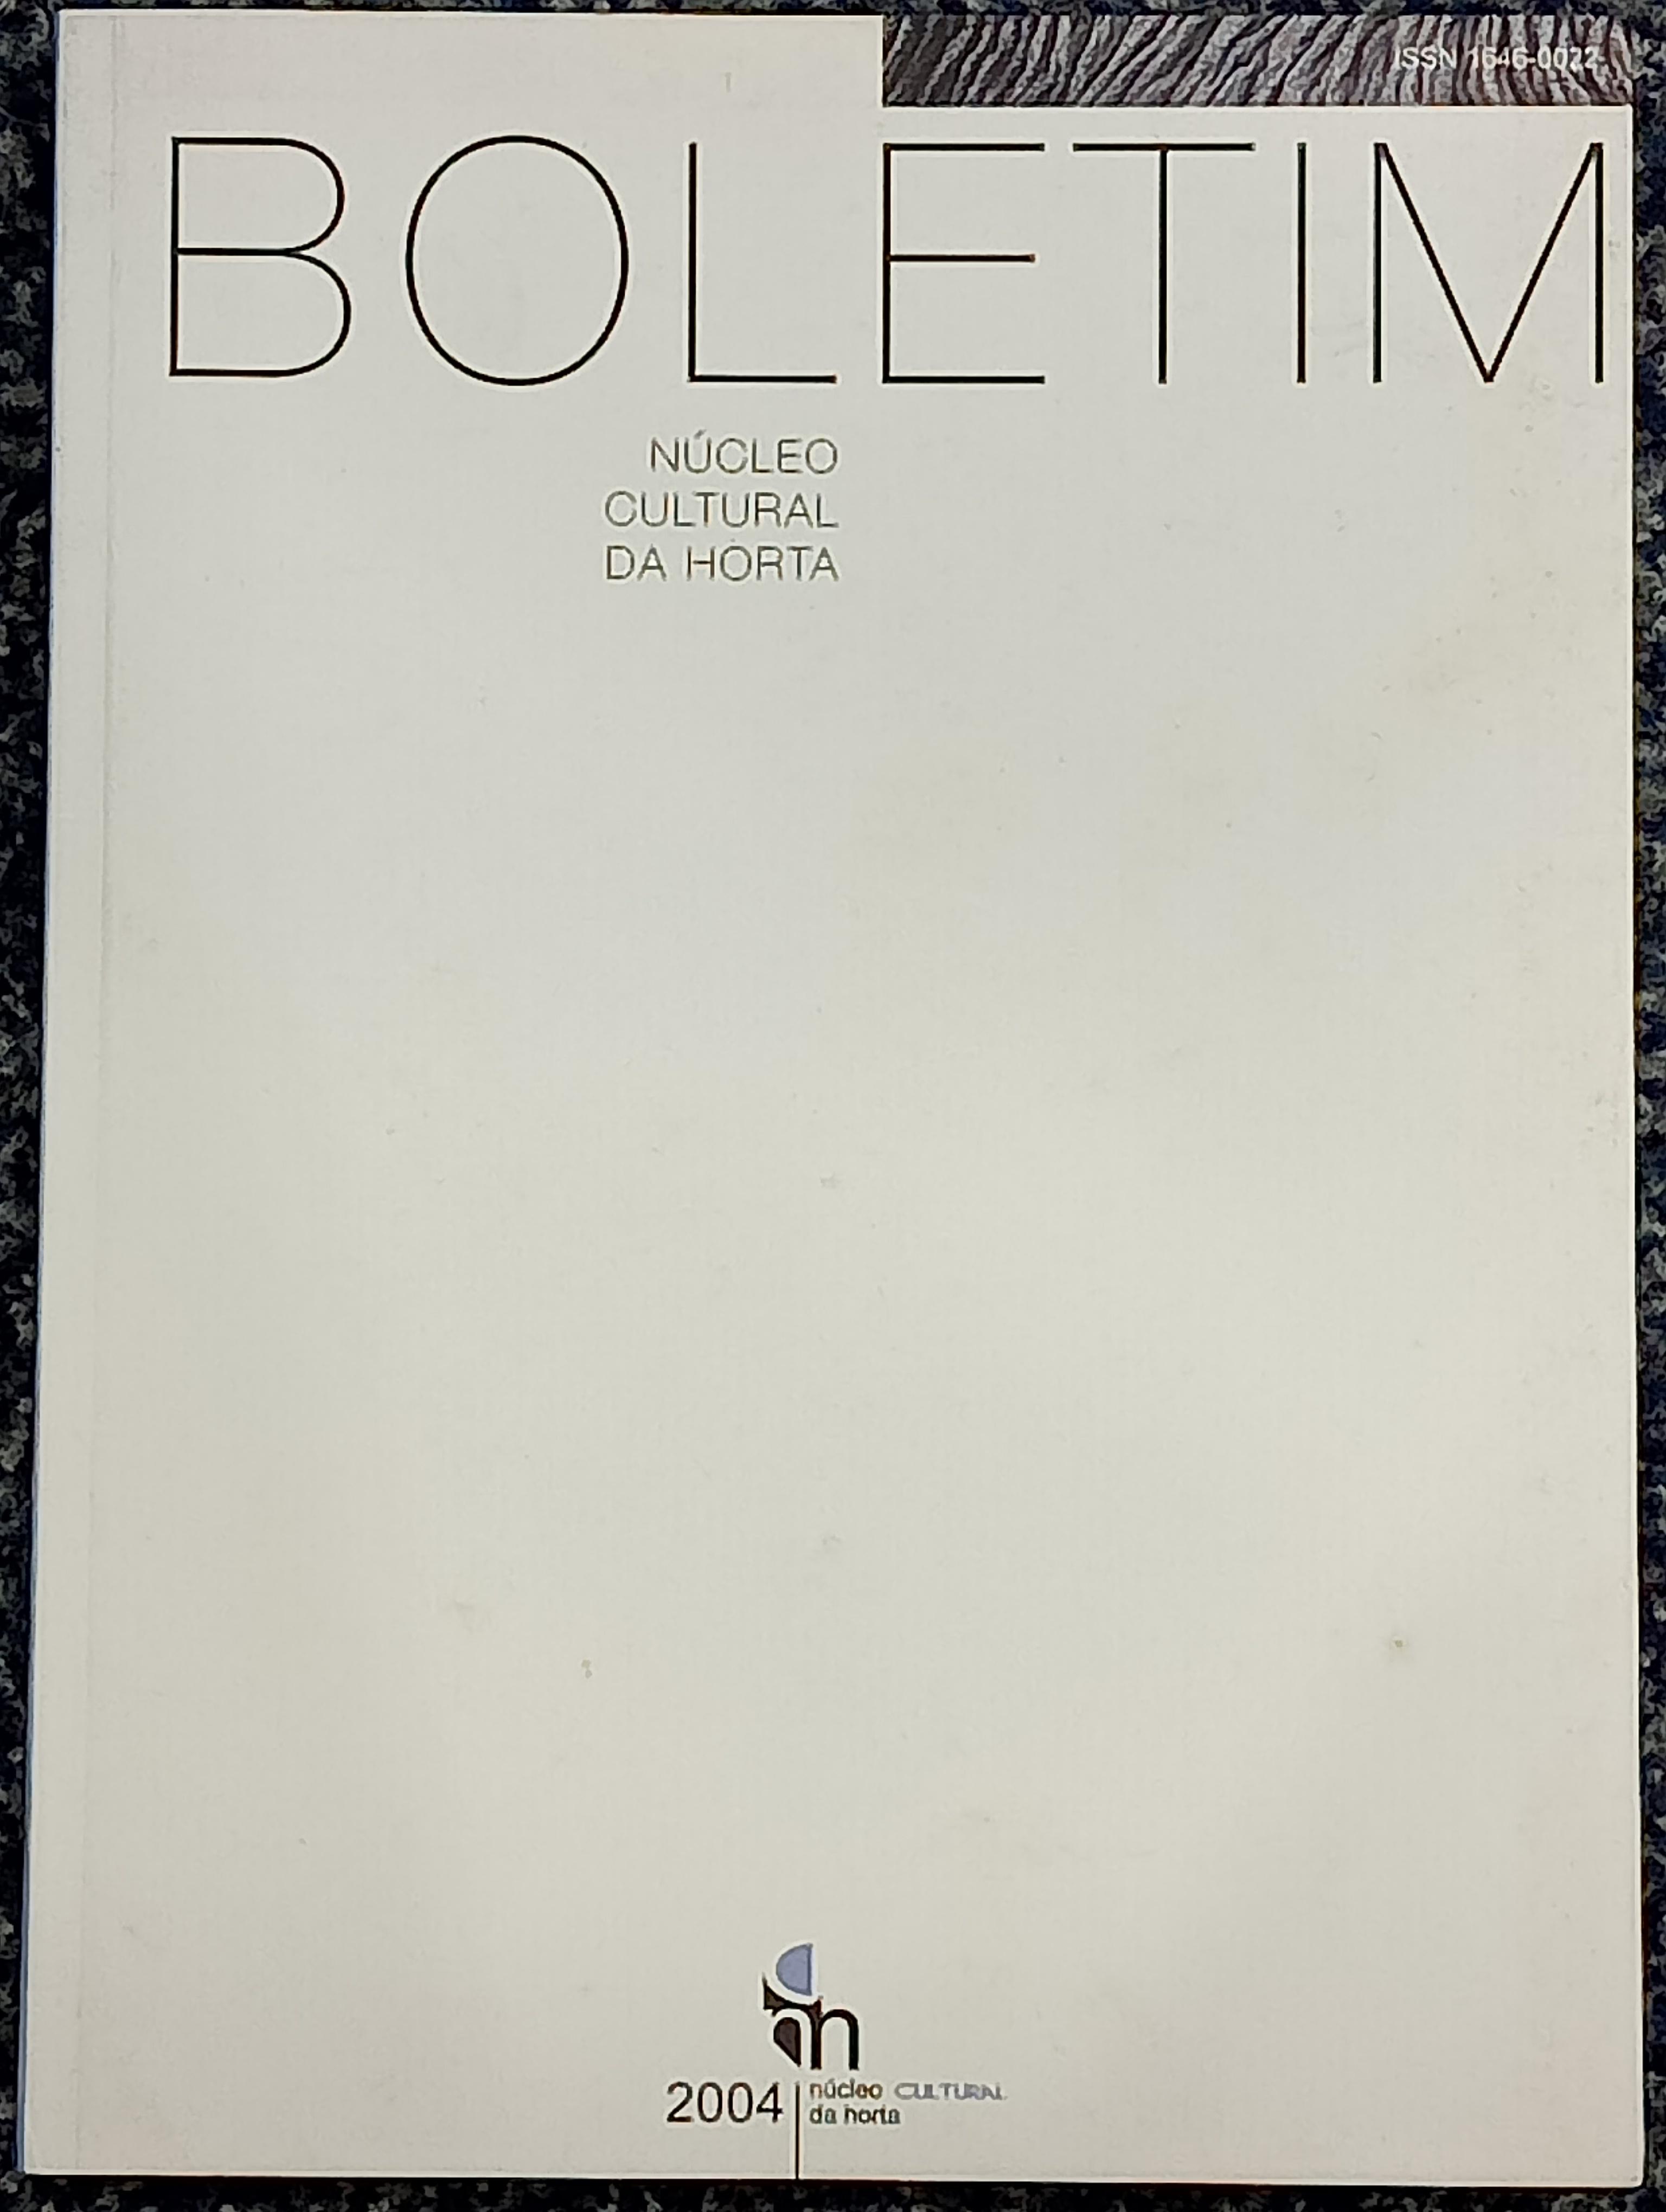 ISSN 1646-0022
BOLETIM
NÚCLEO
CULTURAL
DA HORTA
2004
núcleo CULTURAL
da horta